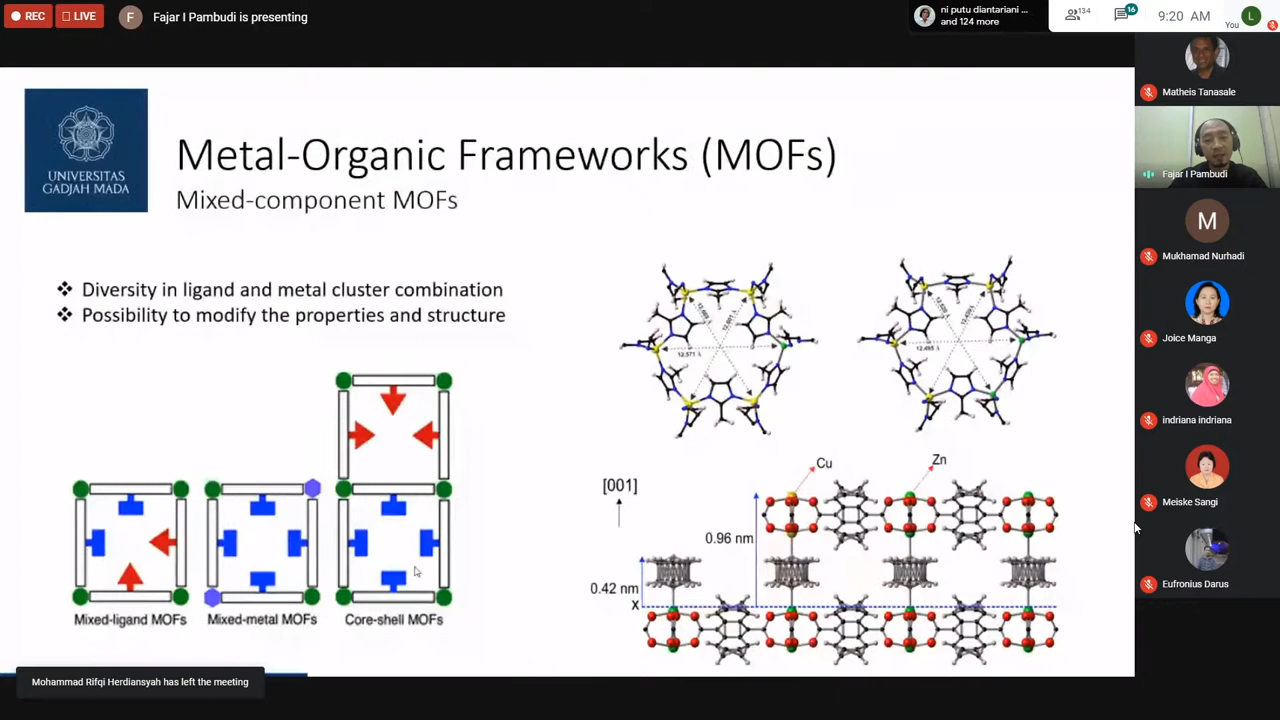 REC
LIVE
F
Fajar I Pambudi is presenting
ni putu diantariani ...
and 124 more
134
16
9:20 AM
L
You
Matheis Tanasale
Fajar I Pambudi
M
Mukhamad Nurhadi
Joice Manga
indriana indriana
Meiske Sangi
Eufronius Darus
UNIVERSITAS
GADJAH MADA
Metal-Organic Frameworks (MOFs)
Mixed-component MOFs
❖ Diversity in ligand and metal cluster combination
❖ Possibility to modify the properties and structure
12.571 Å
12.495 Å
Mixed-ligand MOFs
Mixed-metal MOFs
Core-shell MOFs
[001]
Cu
Zn
0.96 nm
0.42 nm
X
Mohammad Rifqi Herdiansyah has left the meeting